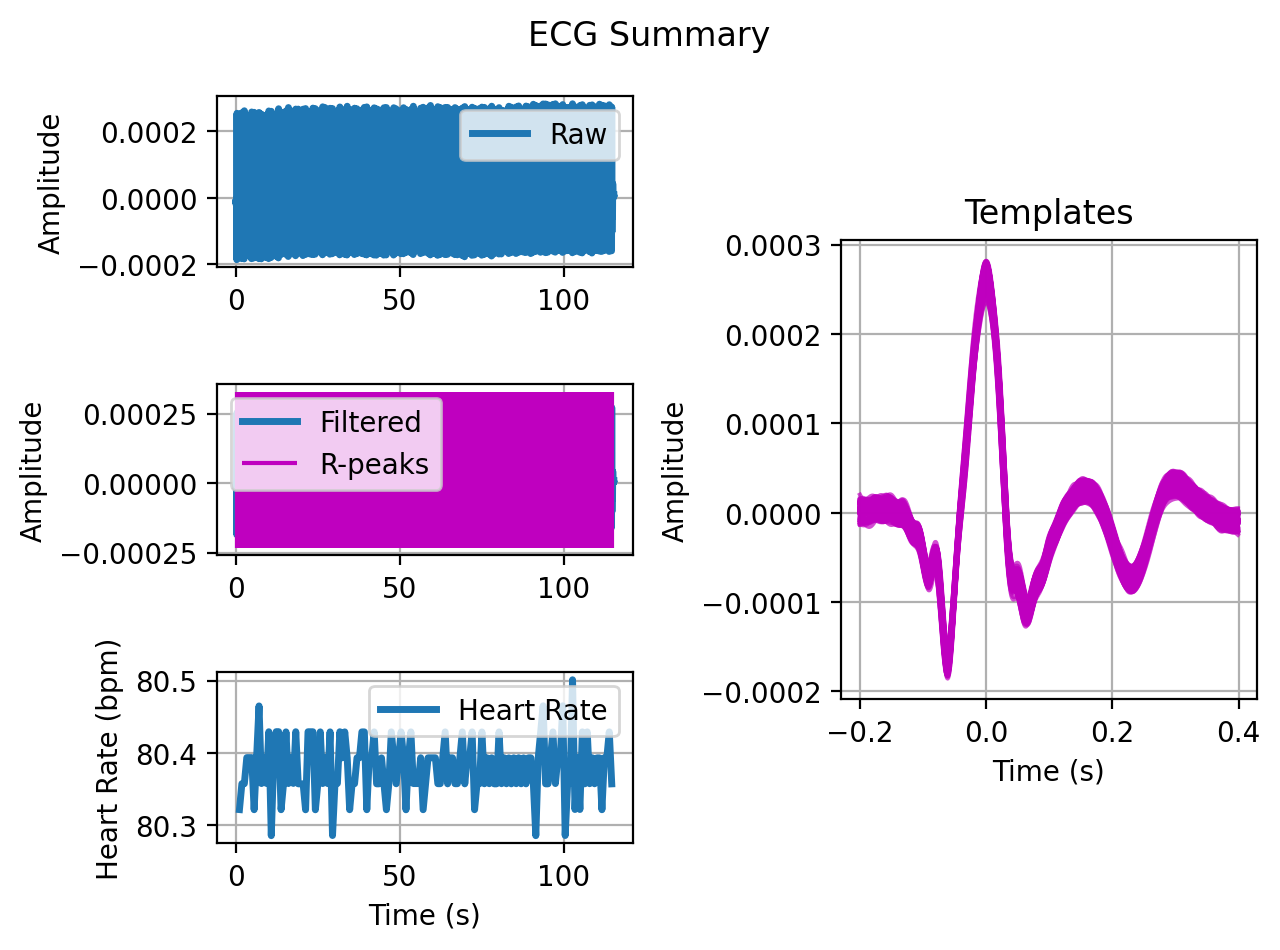 ECG Summary
Amplitude
0.0002
0.0000
−0.0002
Raw
0
50
100
Amplitude
0.00025
0.00000
−0.00025
Filtered
R-peaks
0
50
100
Heart Rate (bpm)
80.5
80.4
80.3
Heart Rate
0
50
100
Time (s)
Templates
Amplitude
0.0003
0.0002
0.0001
0.0000
−0.0001
−0.0002
−0.2
0.0
0.2
0.4
Time (s)